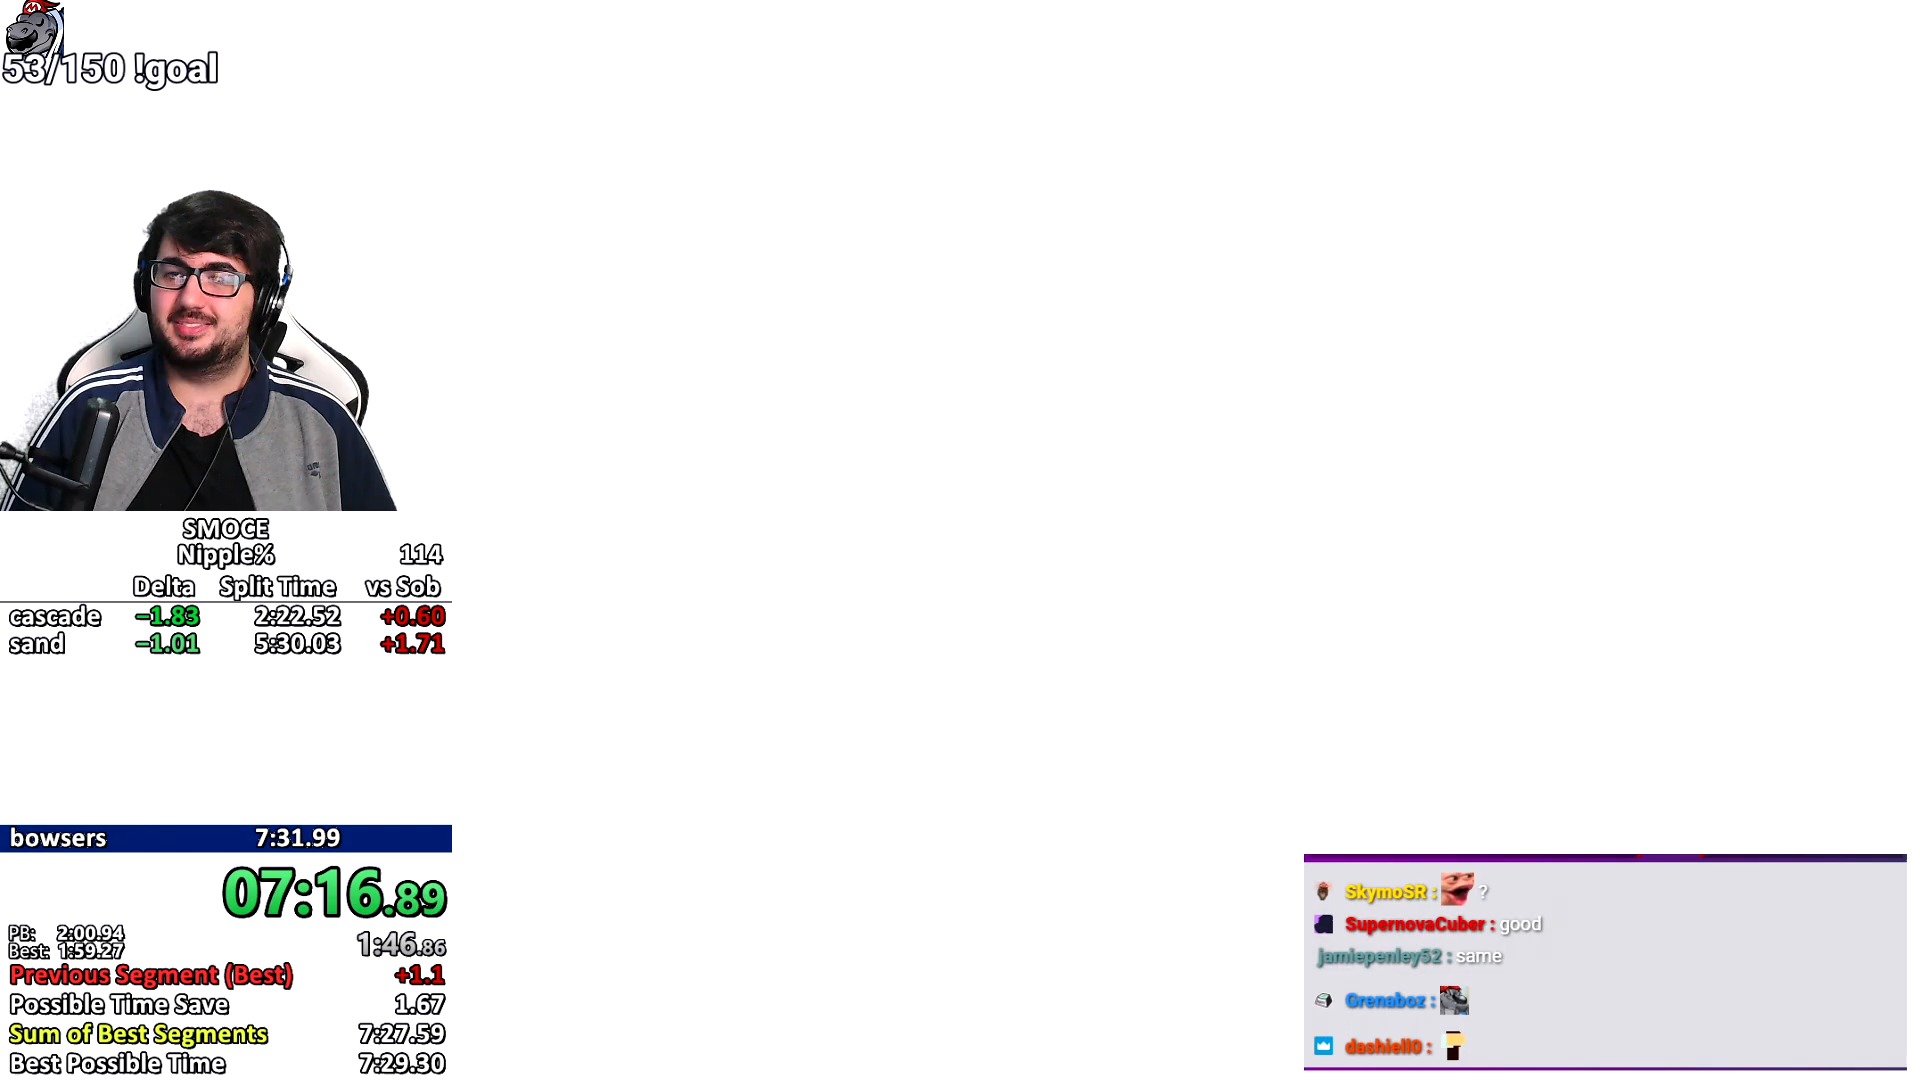 53/150 !goal
SMOCE
Nipple% 114
Delta Split Time vs Sob
cascade −1.83 2:22.52 +0.60
sand −1.01 5:30.03 +1.71
bowsers 7:31.99
07:16.89
PB: 2:00.94
Best: 1:59.27
1:46.86
Previous Segment (Best) +1.1
Possible Time Save 1.67
Sum of Best Segments 7:27.59
Best Possible Time 7:29.30
SkymoSR : ?
SupernovaCuber : good
jamiepenley52 : same
Grenaboz :
dashiell0 :